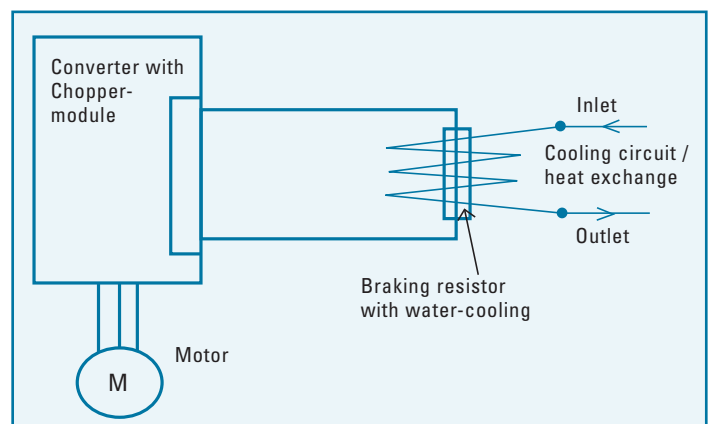 Converter with
Chopper-
module
Inlet
Cooling circuit /
heat exchange
Outlet
Braking resistor
with water-cooling
Motor
M